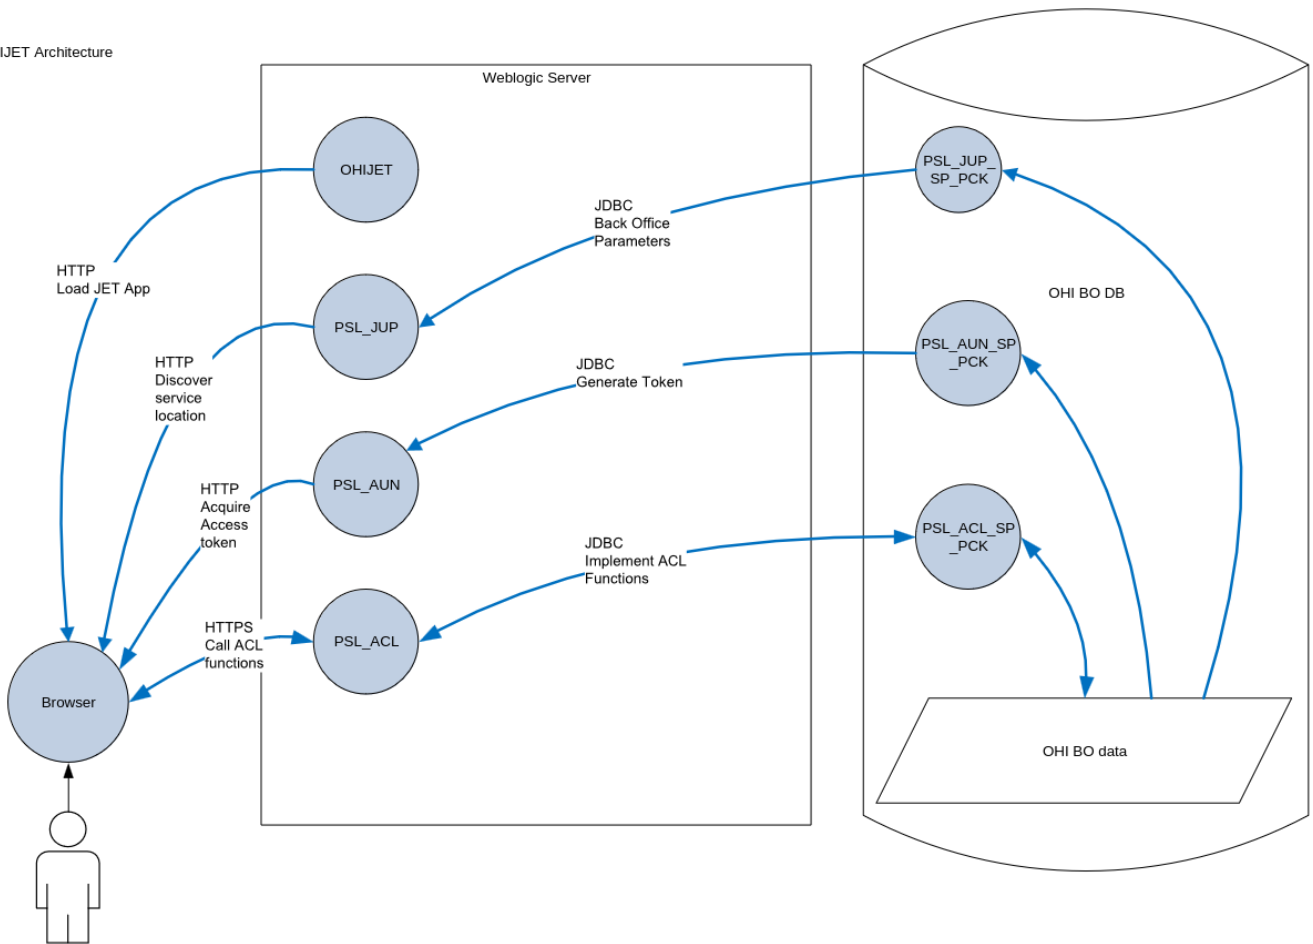 IJET Architecture
Weblogic Server
OHIJET
PSL_JUP_
SP_PCK
JDBC
Back Office
Parameters
HTTP
Load JET App
OHI BO DB
PSL_JUP
PSL_AUN_SP
_PCK
HTTP
Discover
service
location
JDBC
Generate Token
PSL_AUN
HTTP
Acquire
Access
token
PSL_ACL_SP
_PCK
JDBC
Implement ACL
Functions
HTTPS
Call ACL
functions
PSL_ACL
Browser
OHI BO data